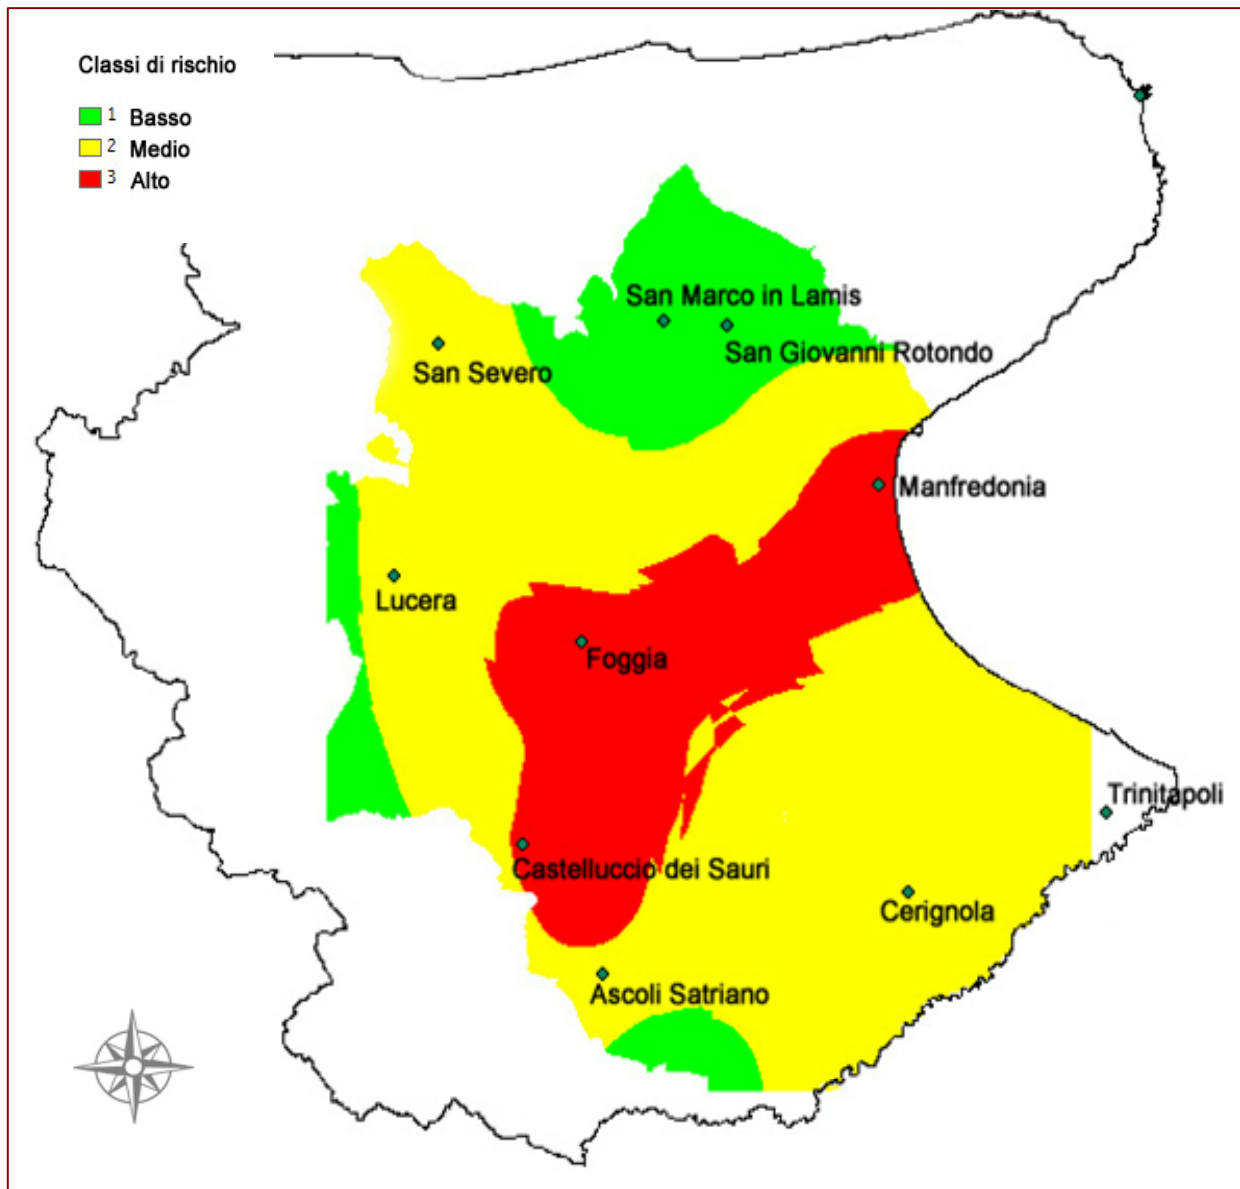 Classi di rischio
1 Basso
2 Medio
3 Alto
San Marco in Lamis
San Giovanni Rotondo
San Severo
Manfredonia
Lucera
Foggia
Trinitapoli
Castelluccio dei Sauri
Cerignola
Ascoli Satriano